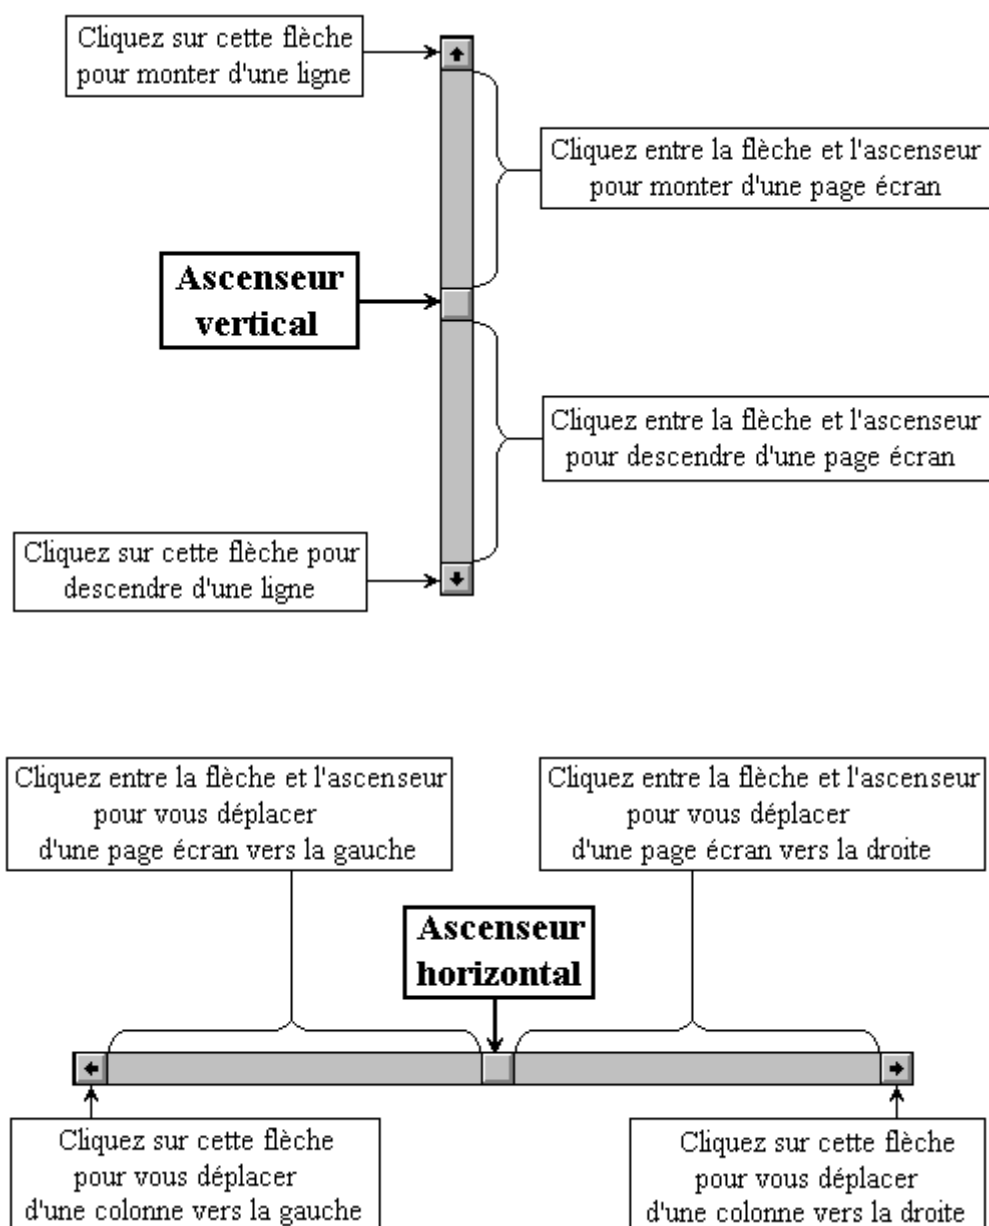 Cliquez sur cette flèche
pour monter d'une ligne
Cliquez entre la flèche et l'ascenseur
pour monter d'une page écran
Ascenseur
vertical
Cliquez entre la flèche et l'ascenseur
pour descendre d'une page écran
Cliquez sur cette flèche pour
descendre d'une ligne
Cliquez entre la flèche et l'ascenseur
pour vous déplacer
d'une page écran vers la gauche
Cliquez entre la flèche et l'ascenseur
pour vous déplacer
d'une page écran vers la droite
Ascenseur
horizontal
Cliquez sur cette flèche
pour vous déplacer
d'une colonne vers la gauche
Cliquez sur cette flèche
pour vous déplacer
d'une colonne vers la droite